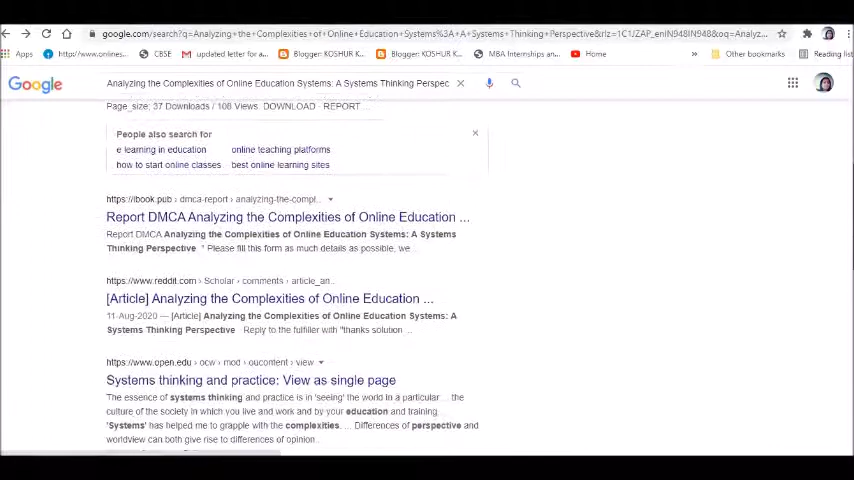 google.com/search?q=Analyzing+the+Complexities+of+Online+Education+Systems%3A+A+Systems+Thinking+Perspective&rlz=1C1/ZAP_enIN948IN948&oq=Analyz...
Apps http://www.onlines... CBSE updated letter for a... Blogger: KOSHUR K... Blogger: KOSHUR K... MBA Internships an... Home » Other bookmarks Reading list
Google Analyzing the Complexities of Online Education Systems: A Systems Thinking Perspec
Page_size: 37 Downloads / 108 Views DOWNLOAD · REPORT ...
People also search for
e learning in education online teaching platforms
how to start online classes best online learning sites
https://ibook.pub › dmca-report › analyzing-the-compl...
Report DMCA Analyzing the Complexities of Online Education ...
Report DMCA Analyzing the Complexities of Online Education Systems: A Systems
Thinking Perspective " Please fill this form as much details as possible, we...
https://www.reddit.com › Scholar › comments › article_an...
[Article] Analyzing the Complexities of Online Education ...
11-Aug-2020 — [Article] Analyzing the Complexities of Online Education Systems: A
Systems Thinking Perspective Reply to the fulfiller with "thanks solution ...
https://www.open.edu › ocw › mod › oucontent › view
Systems thinking and practice: View as single page
The essence of systems thinking and practice is in 'seeing' the world in a particular ... the
culture of the society in which you live and work and by your education and training.
'Systems' has helped me to grapple with the complexities. ... Differences of perspective and
worldview can both give rise to differences of opinion.